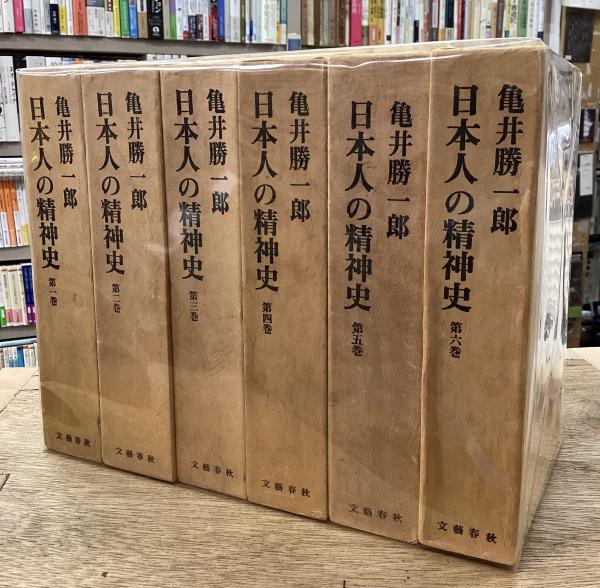 亀井勝一郎
日本人の精神史
第一巻
文藝春秋
亀井勝一郎
日本人の精神史
第二巻
文藝春秋
亀井勝一郎
日本人の精神史
第三巻
文藝春秋
亀井勝一郎
日本人の精神史
第四巻
文藝春秋
亀井勝一郎
日本人の精神史
第五巻
文藝春秋
亀井勝一郎
日本人の精神史
第六巻
文藝春秋